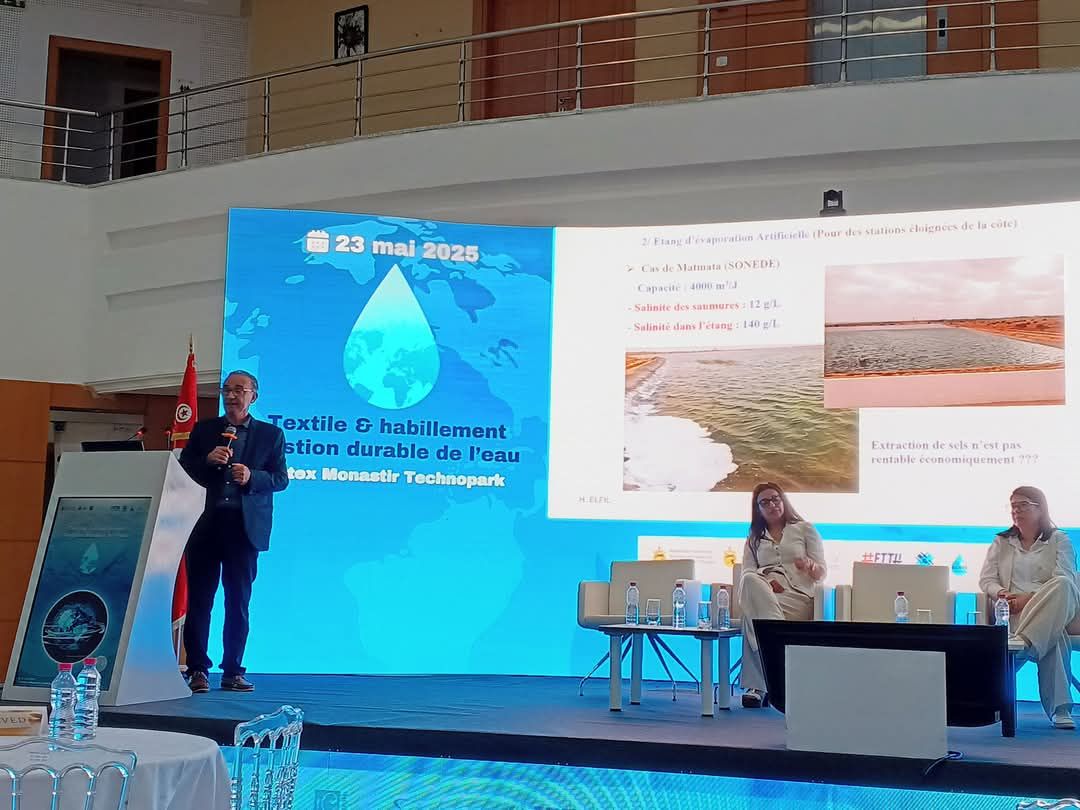 23 mai 2025
Textile & habillement
stion durable de l'eau
tex Monastir Technopark
2/ Etang d'évaporation Artificielle (Pour des stations éloignées de la côte)
➢ Cas de Matmata (SONEDE)
Capacité : 4000 m³/J
- Salinité des saumures : 12 g/L
- Salinité dans l'étang : 140 g/L
Extraction de sels n'est pas
rentable économiquement ???
H. ELFIL
#FTTH
VED